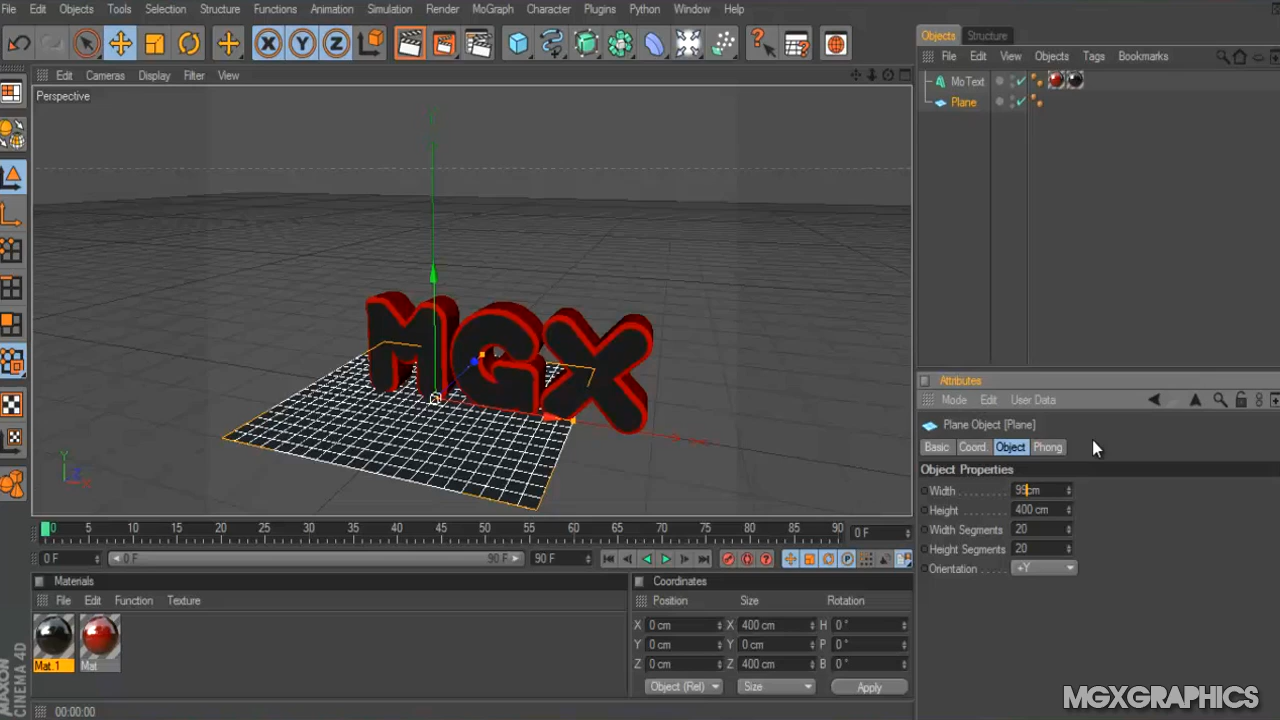 File Edit Objects Tools Selection Structure Functions Animation Simulation Render MoGraph Character Plugins Python Window Help
Objects Structure
File Edit View Objects Tags Bookmarks
MoText
Plane
Edit Cameras Display Filter View
Perspective
MGX
Y
Z
X
Attributes
Mode Edit User Data
Plane Object [Plane]
Basic Coord. Object Phong
Object Properties
Width 99cm
Height 400 cm
Width Segments 20
Height Segments 20
Orientation +Y
0 5 10 15 20 25 30 35 40 45 50 55 60 65 70 75 80 85 90 0 F
0 F 0 F 90 F 90 F
Materials
File Edit Function Texture
Mat.1 Mat
Coordinates
Position Size Rotation
X 0 cm X 400 cm H 0 °
Y 0 cm Y 0 cm P 0 °
Z 0 cm Z 400 cm B 0 °
Object (Rel) Size Apply
MAXON CINEMA 4D
00:00:00
MGXGRAPHICS